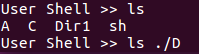 User Shell >> ls
A  C  Dir1  sh
User Shell >> ls ./D